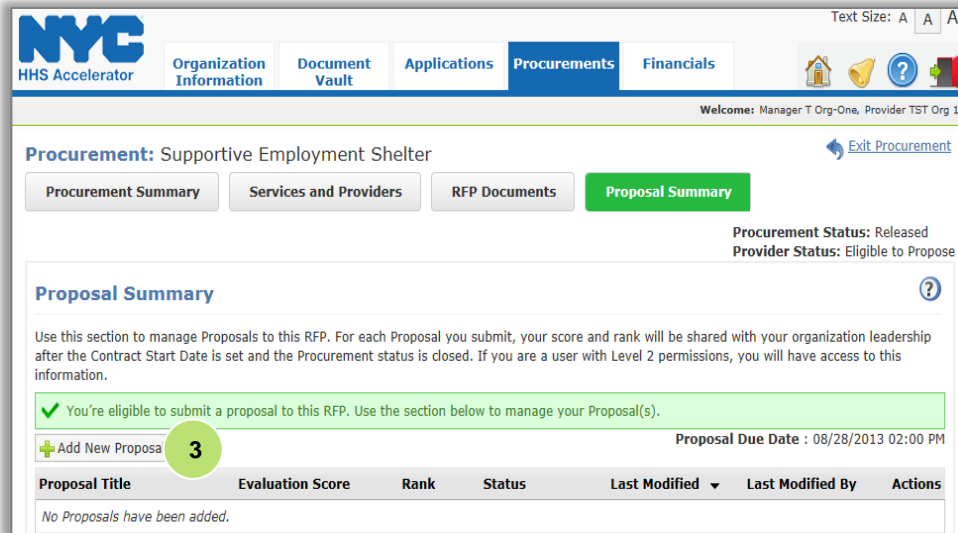 Text Size: A A A
NYC
HHS Accelerator
Organization Information
Document Vault
Applications
Procurements
Financials
Welcome: Manager T Org-One, Provider TST Org 1
Procurement: Supportive Employment Shelter
Exit Procurement
Procurement Summary
Services and Providers
RFP Documents
Proposal Summary
Procurement Status: Released
Provider Status: Eligible to Propose
Proposal Summary
?
Use this section to manage Proposals to this RFP. For each Proposal you submit, your score and rank will be shared with your organization leadership
after the Contract Start Date is set and the Procurement status is closed. If you are a user with Level 2 permissions, you will have access to this
information.
You're eligible to submit a proposal to this RFP. Use the section below to manage your Proposal(s).
Add New Proposal
3
Proposal Due Date : 08/28/2013 02:00 PM
Proposal Title Evaluation Score Rank Status Last Modified Last Modified By Actions
No Proposals have been added.